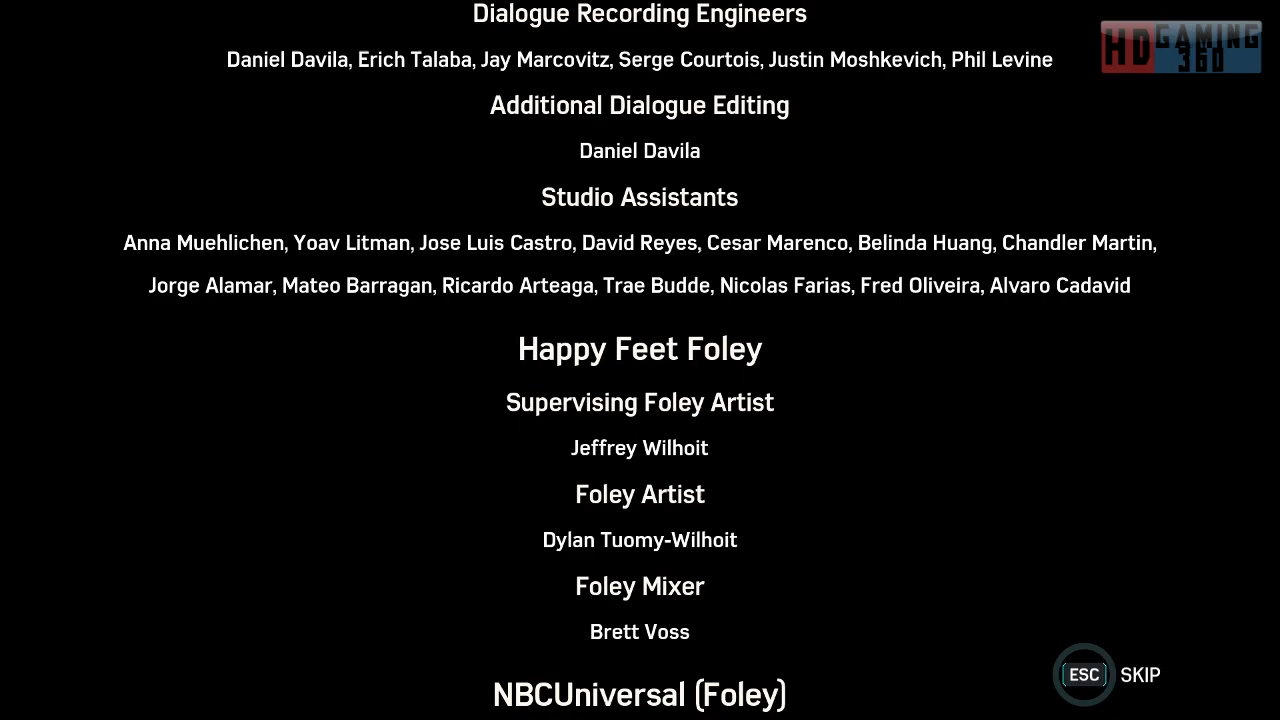 Dialogue Recording Engineers
Daniel Davila, Erich Talaba, Jay Marcovitz, Serge Courtois, Justin Moshkevich, Phil Levine
Additional Dialogue Editing
Daniel Davila
Studio Assistants
Anna Muehlichen, Yoav Litman, Jose Luis Castro, David Reyes, Cesar Marenco, Belinda Huang, Chandler Martin,
Jorge Alamar, Mateo Barragan, Ricardo Arteaga, Trae Budde, Nicolas Farias, Fred Oliveira, Alvaro Cadavid
Happy Feet Foley
Supervising Foley Artist
Jeffrey Wilhoit
Foley Artist
Dylan Tuomy-Wilhoit
Foley Mixer
Brett Voss
NBCUniversal (Foley)
HD GAMING
360
ESC SKIP